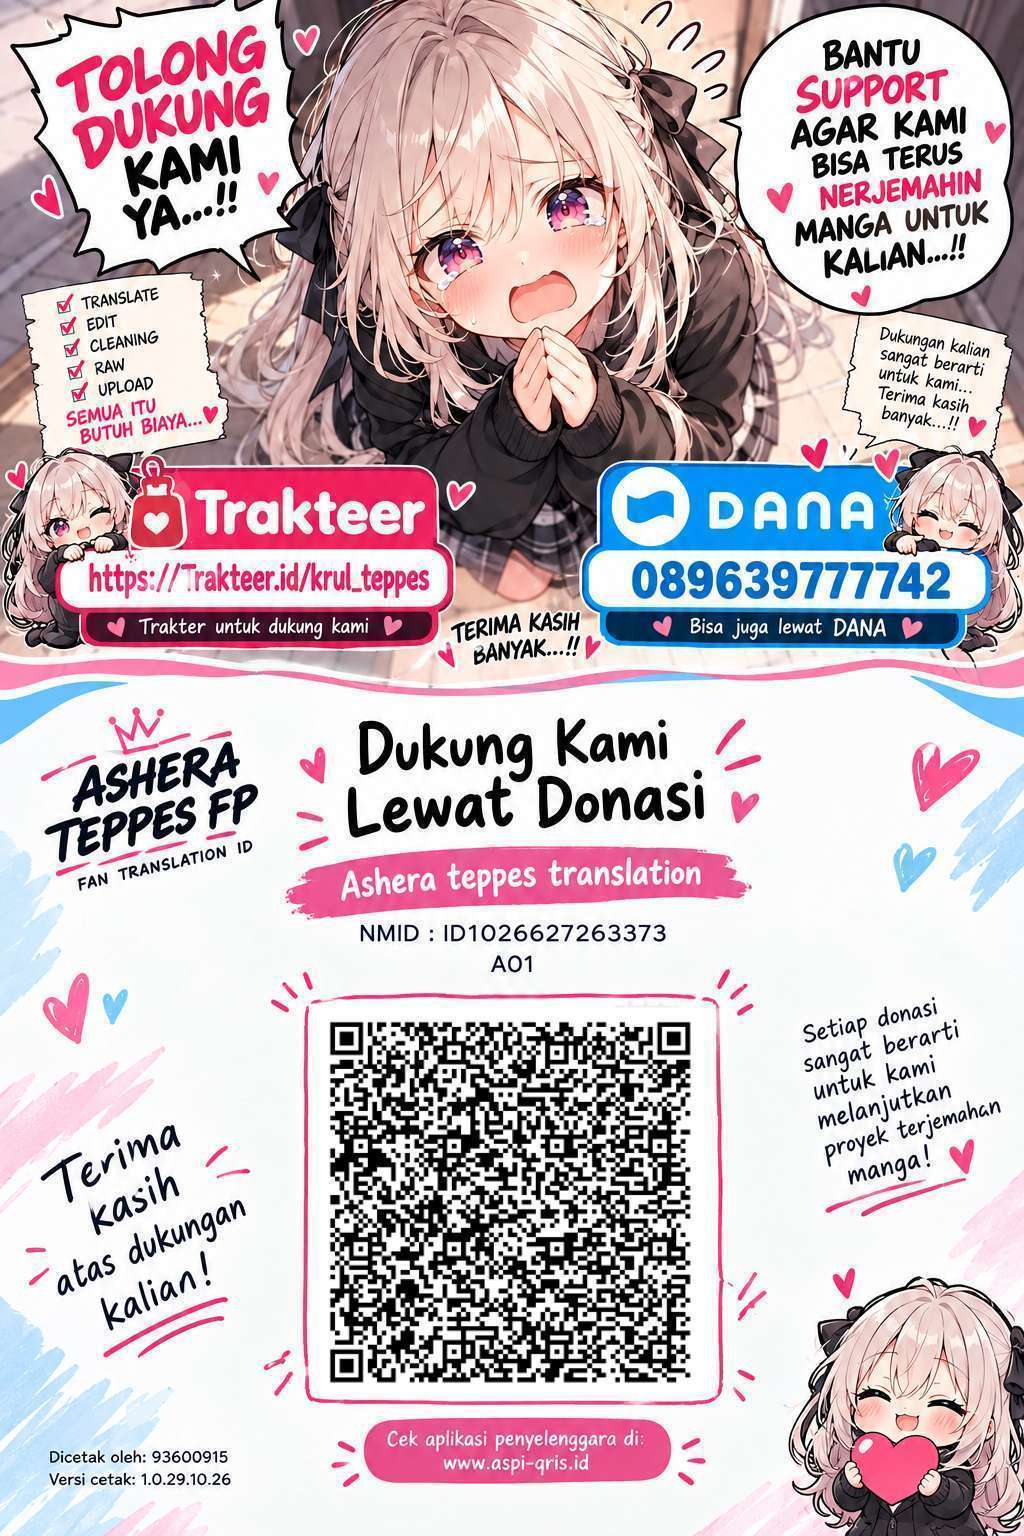 TOLONG
DUKUNG
KAMI
YA...!!
BANTU
SUPPORT
AGAR KAMI
BISA TERUS
NERJEMAHIN
MANGA UNTUK
KALIAN...!!
TRANSLATE
EDIT
CLEANING
RAW
UPLOAD
SEMUA ITU
BUTUH BIAYA...
Dukungan kalian
sangat berarti
untuk kami...
Terima kasih
banyak...!!
Trakteer
https://Trakteer.id/krul_teppes
Trakter untuk dukung kami
DANA
089639777742
Bisa juga lewat DANA
TERIMA KASIH
BANYAK...!!
ASHERA
TEPPES FP
FAN TRANSLATION ID
Dukung Kami
Lewat Donasi
Ashera teppes translation
NMID : ID1026627263373
A01
Setiap donasi
sangat berarti
untuk kami
melanjutkan
proyek terjemahan
manga!
Terima
kasih
atas dukungan
kalian!
Cek aplikasi penyelenggara di:
www.aspi-qris.id
Dicetak oleh: 93600915
Versi cetak: 1.0.29.10.26